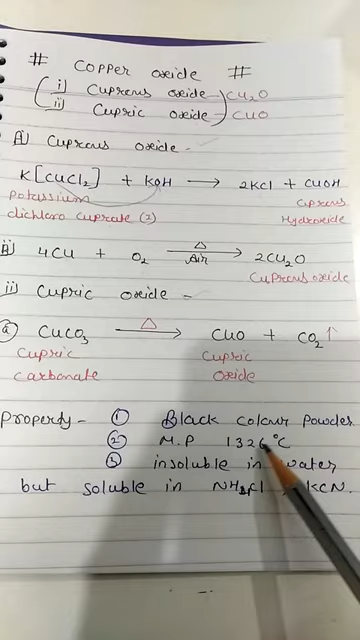 # COPPER oxide #
i) Cuprous oxide Cu2O
ii) Cupric oxide CuO
i) Cuprous oxide -
K[CuCl2] + KOH → 2KCl + CuOH
potassium dichloro cuprate (2)
Cuprous Hydroxide
ii) 4Cu + O2 →Δ Air 2Cu2O
Cuprous oxide
ii) Cupric oxide -
a) CuCO3 →Δ CuO + CO2↑
Cupric Cupric
carbonate oxide
Property - ① Black colour powder
② M.P 1326°C
③ insoluble in water
but soluble in NH4Cl, KCN.